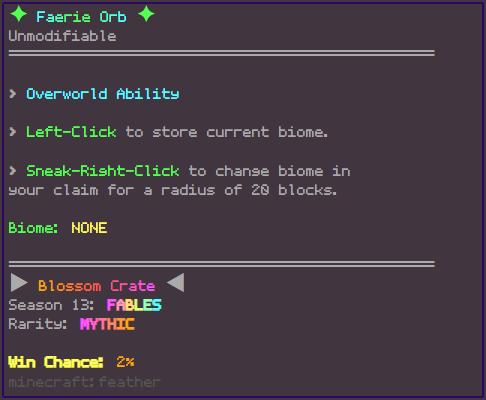 ✦ Faerie Orb ✦
Unmodifiable
> Overworld Ability
> Left-Click to store current biome.
> Sneak-Right-Click to change biome in
your claim for a radius of 20 blocks.
Biome: NONE
▶ Blossom Crate ◀
Season 13: FABLES
Rarity: MYTHIC
Win Chance: 2%
minecraft:feather